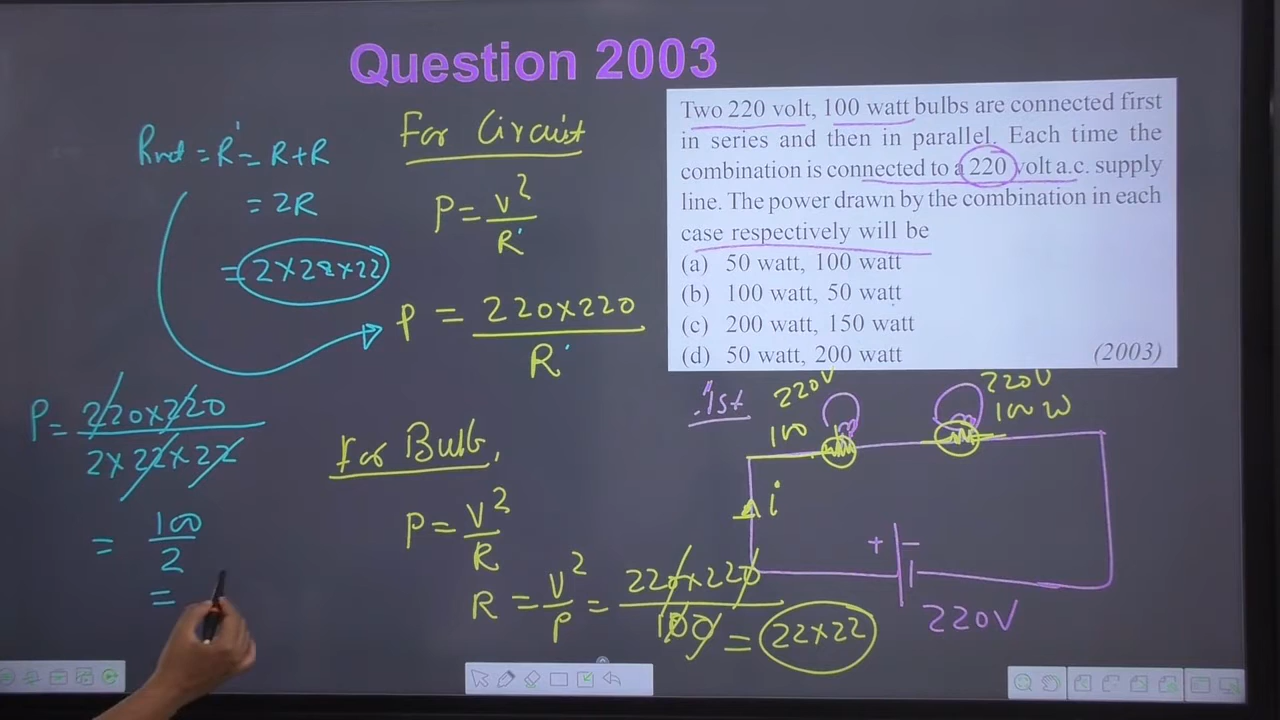 Question 2003
Two 220 volt, 100 watt bulbs are connected first
in series and then in parallel. Each time the
combination is connected to a 220 volt a.c. supply
line. The power drawn by the combination in each
case respectively will be
(a) 50 watt, 100 watt
(b) 100 watt, 50 watt
(c) 200 watt, 150 watt
(d) 50 watt, 200 watt
(2003)
Rnet = R' = R+R
= 2R
= 2×22×22
For Circuit
P = V²/R'
P = 220×220/R'
P = 220×220/2×22×22
= 100/2
=
For Bulb,
P = V²/R
R = V²/P = 220×220/100 = 22×22
1st
220V
100
220V
100W
i
+
220V